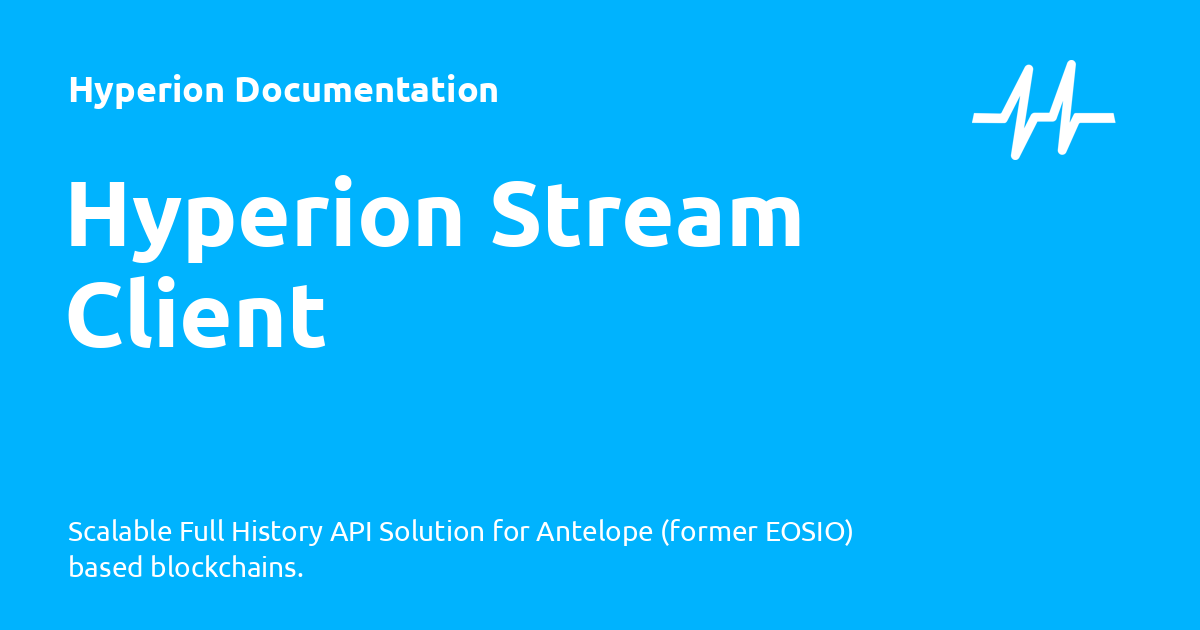 Hyperion Documentation
Hyperion Stream
Client
Scalable Full History API Solution for Antelope (former EOSIO)
based blockchains.